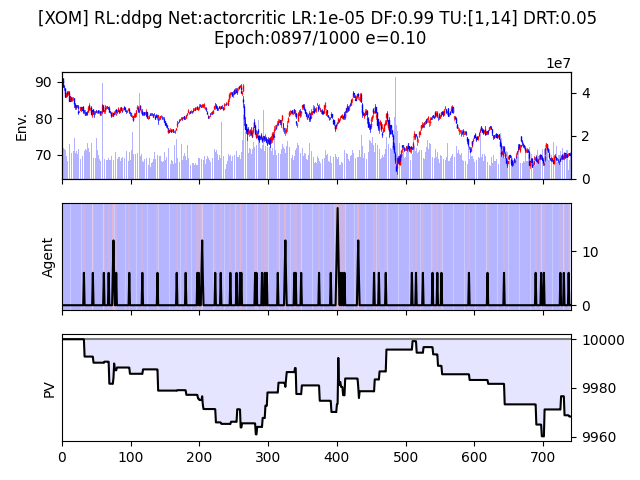 [XOM] RL:ddpg Net:actorcritic LR:1e-05 DF:0.99 TU:[1,14] DRT:0.05
Epoch:0897/1000 e=0.10
1e7
90
80
70
Env.
4
2
0
Agent
10
0
PV
10000
9980
9960
0 100 200 300 400 500 600 700